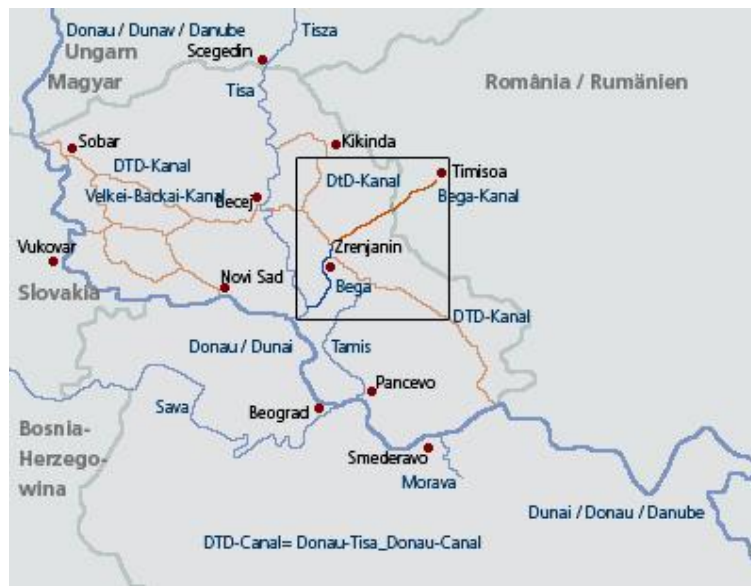 Donau / Dunav / Danube
Tisza
Ungarn
Scegedin
Magyar
Tisa
România / Rumänien
Sobar
Kikinda
DTD-Kanal
Timisoa
DtD-Kanal
Velkei-Backai-Kanal
Becej
Bega-Kanal
Vukovar
Zrenjanin
Novi Sad
Bega
Slovakia
DTD-Kanal
Donau / Dunai
Tamis
Pancevo
Sava
Beograd
Bosnia-
Herzego-
wina
Smederavo
Morava
Dunai / Donau / Danube
DTD-Canal= Donau-Tisa_Donau-Canal